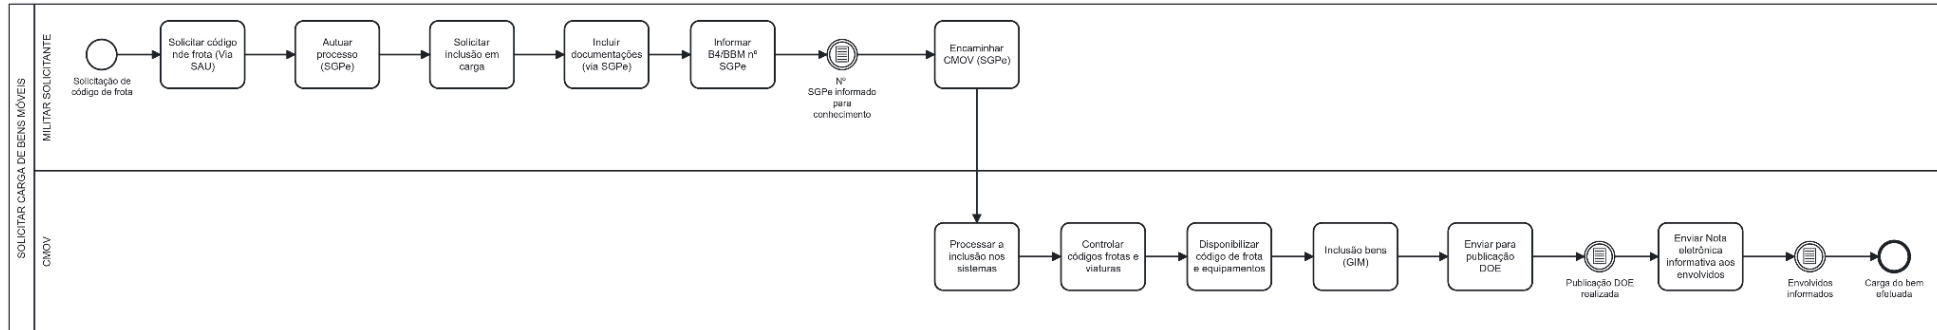 SOLICITAR CARGA DE BENS MÓVEIS
MILITAR SOLICITANTE
Solicitação de
código de frota
Solicitar código
nde frota (Via
SAU)
Autuar
processo
(SGPe)
Solicitar
inclusão em
carga
Incluir
documentações
(via SGPe)
Informar
B4/BBM nº
SGPe
Nº
SGPe informado
para
conhecimento
Encaminhar
CMOV (SGPe)
CMOV
Processar a
inclusão nos
sistemas
Controlar
códigos frotas e
viaturas
Disponibilizar
código de frota
e equipamentos
Inclusão bens
(GIM)
Enviar para
publicação
DOE
Publicação DOE
realizada
Enviar Nota
eletrônica
informativa aos
envolvidos
Envolvidos
informados
Carga do bem
efetuada